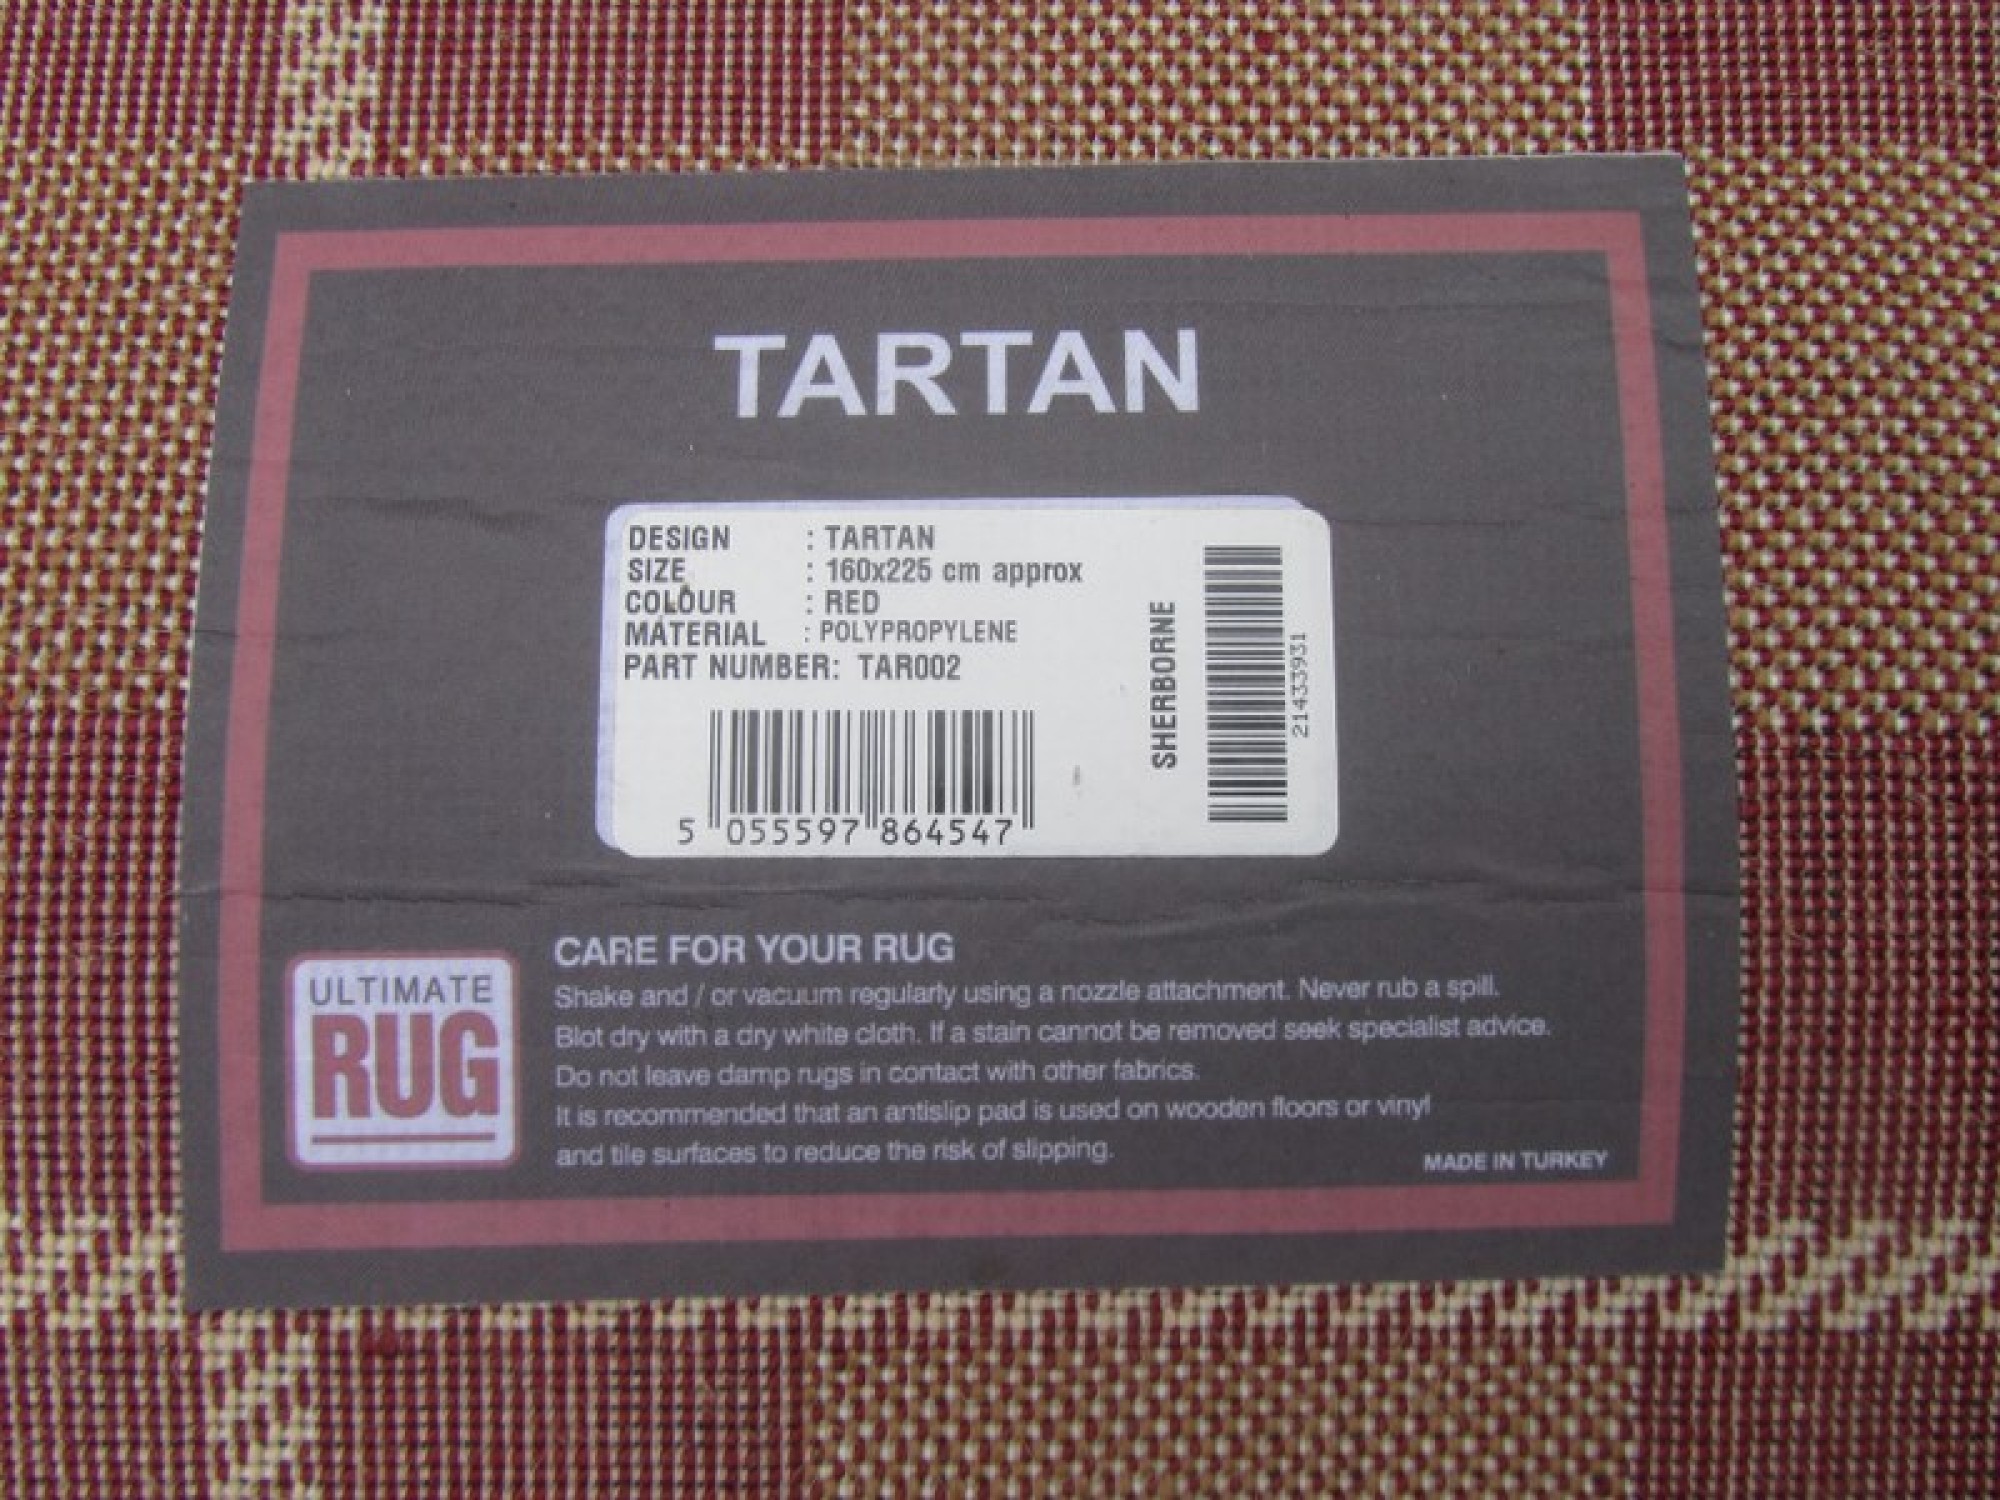 TARTAN
DESIGN : TARTAN
SIZE : 160x225 cm approx
COLOUR : RED
MATERIAL : POLYPROPYLENE
PART NUMBER: TAR002
5 055597 864547
SHERBORNE
21433931
ULTIMATE
RUG
CARE FOR YOUR RUG
Shake and / or vacuum regularly using a nozzle attachment. Never rub a spill.
Blot dry with a dry white cloth. If a stain cannot be removed seek specialist advice.
Do not leave damp rugs in contact with other fabrics.
It is recommended that an antislip pad is used on wooden floors or vinyl
and tile surfaces to reduce the risk of slipping.
MADE IN TURKEY